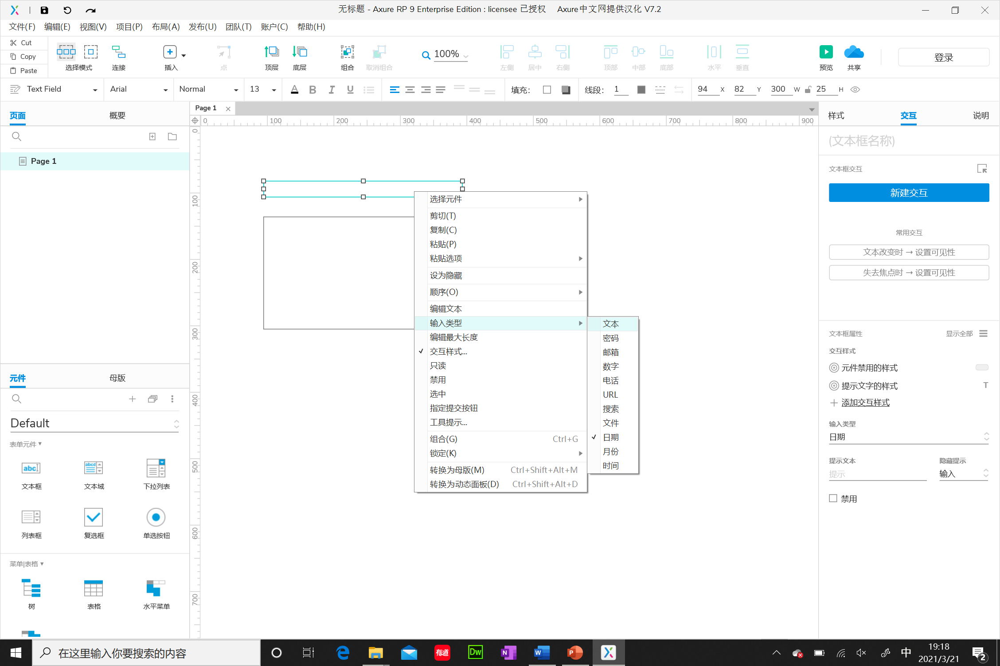 无标题 - Axure RP 9 Enterprise Edition : licensee 已授权 Axure中文网提供汉化 V7.2
文件(F) 编辑(E) 视图(V) 项目(P) 布局(A) 发布(U) 团队(T) 账户(C) 帮助(H)
Cut
Copy
Paste
选择模式 连接 插入 点 顶层 底层 组合 取消组合 100% 左侧 居中 右侧 顶部 中部 底部 水平 垂直 预览 共享 登录
Text Field Arial Normal 13 A B I U 填充: 线段: 1 94 X 82 Y 300 W 25 H
页面 概要
Page 1
Page 1
0 100 200 300 400 500 600 700 800 900
0
100
200
300
400
500
600
700
元件 母版
Default
表单元件
abc
文本框
abcd
文本域
下拉列表
列表框
复选框
单选按钮
菜单|表格
树
表格
水平菜单
选择元件
剪切(T)
复制(C)
粘贴(P)
粘贴选项
设为隐藏
顺序(O)
编辑文本
输入类型
编辑最大长度
交互样式...
只读
禁用
选中
指定提交按钮
工具提示...
组合(G) Ctrl+G
锁定(K)
转换为母版(M) Ctrl+Shift+Alt+M
转换为动态面板(D) Ctrl+Shift+Alt+D
文本
密码
邮箱
数字
电话
URL
搜索
文件
日期
月份
时间
样式 交互 说明
(文本框名称)
文本框交互
新建交互
常用交互
文本改变时 → 设置可见性
失去焦点时 → 设置可见性
文本框属性 显示全部
交互样式
元件禁用的样式
提示文字的样式 T
添加交互样式
输入类型
日期
提示文本 隐藏提示
提示 输入
禁用
在这里输入你要搜索的内容
有道
Dw
N
W
P
中
19:18
2021/3/21
2